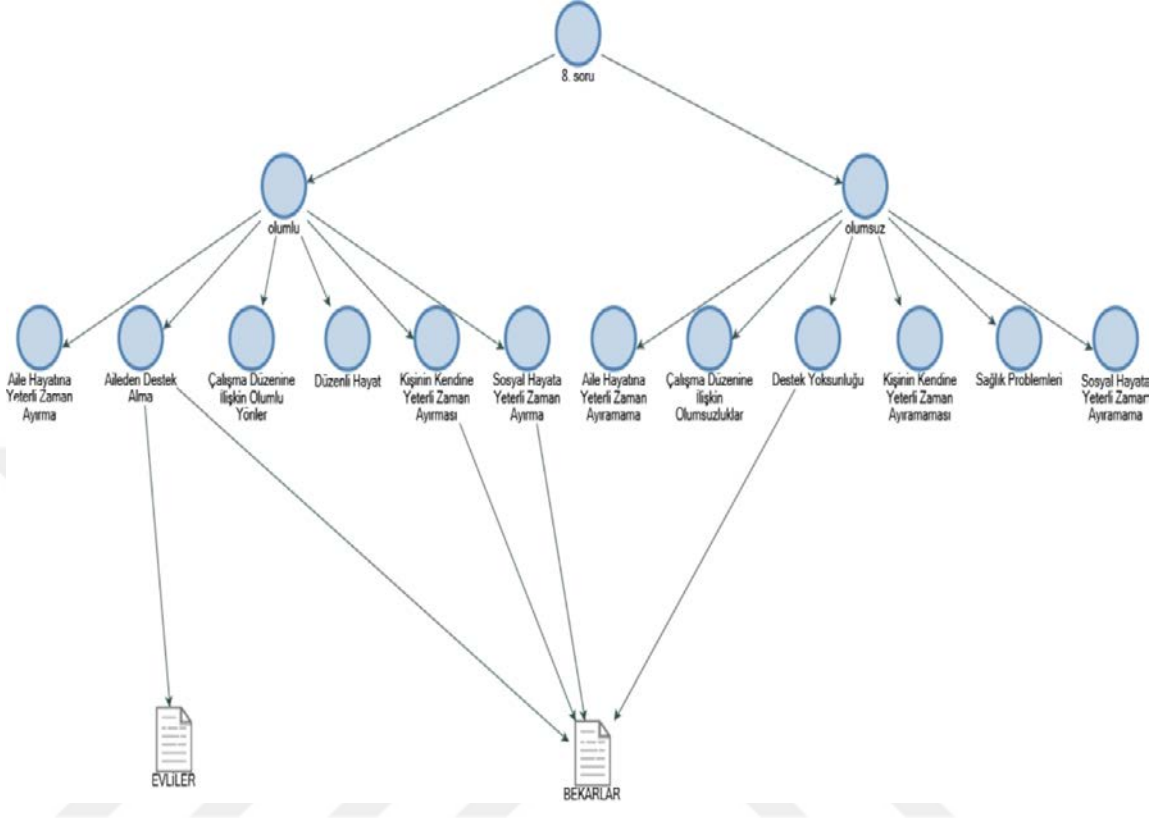 8. soru
olumlu
olumsuz
Aile Hayatına
Yeterli Zaman
Ayırma
Aileden Destek
Alma
Çalışma Düzenine
İlişkin Olumlu
Yönler
Düzenli Hayat
Kişinin Kendine
Yeterli Zaman
Ayırması
Sosyal Hayata
Yeterli Zaman
Ayırma
Aile Hayatına
Yeterli Zaman
Ayıramama
Çalışma Düzenine
İlişkin
Olumsuzluklar
Destek Yoksunluğu
Kişinin Kendine
Yeterli Zaman
Ayıramaması
Sağlık Problemleri
Sosyal Hayata
Yeterli Zaman
Ayıramama
EVLİLER
BEKARLAR